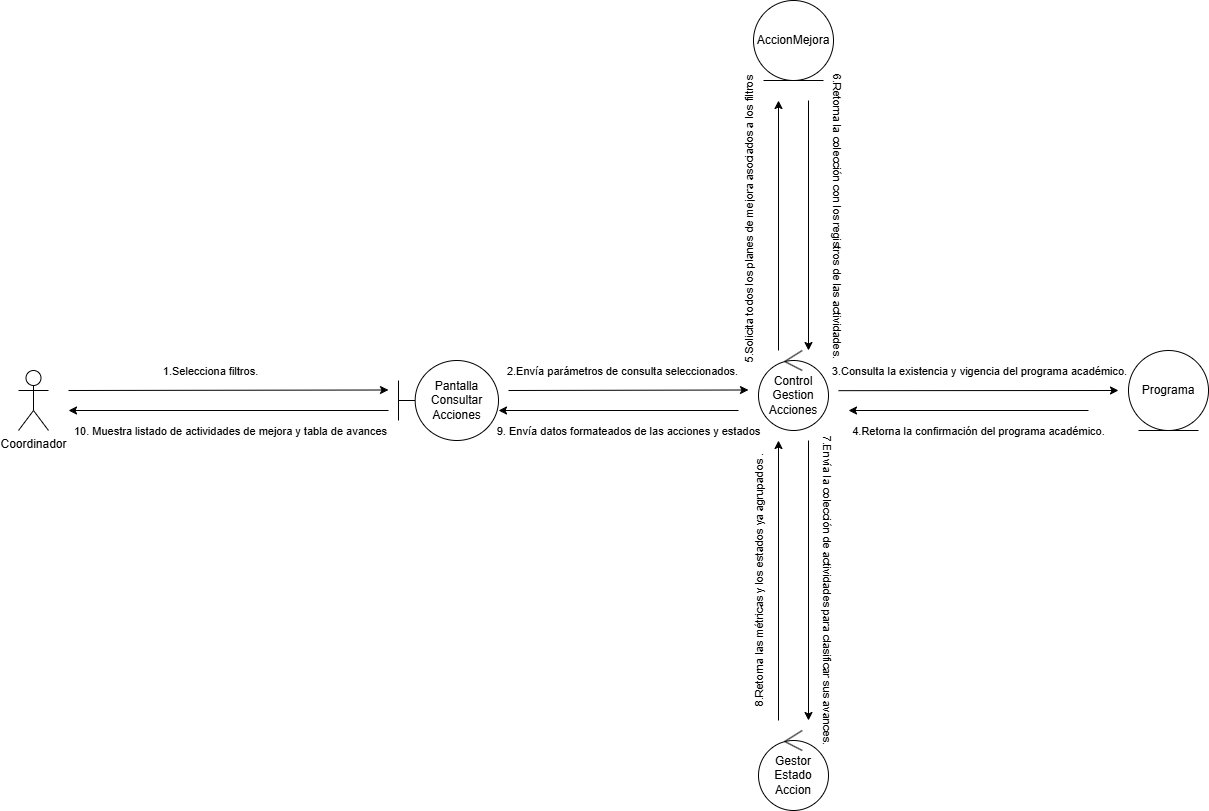 AccionMejora
5.Solicita todos los planes de mejora asociados a los filtros
6.Retorna la colección con los registros de las actividades.
1.Selecciona filtros.
Pantalla
Consultar
Acciones
2.Envía parámetros de consulta seleccionados.
Control
Gestion
Acciones
3.Consulta la existencia y vigencia del programa académico.
Programa
Coordinador
10. Muestra listado de actividades de mejora y tabla de avances
9. Envía datos formateados de las acciones y estados
4.Retorna la confirmación del programa académico.
8.Retorna las métricas y los estados ya agrupados .
7.Envía la colección de actividades para clasificar sus avances.
Gestor
Estado
Accion